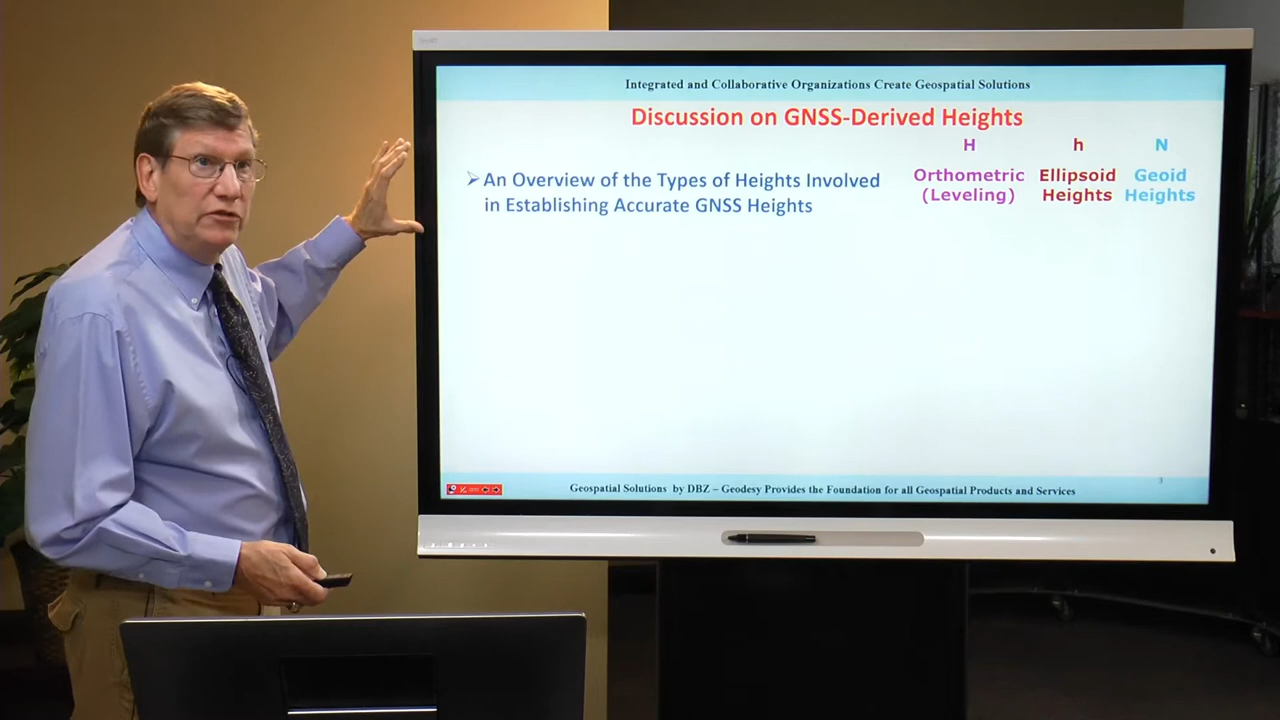 Integrated and Collaborative Organizations Create Geospatial Solutions
Discussion on GNSS-Derived Heights
H h N
➢ An Overview of the Types of Heights Involved
in Establishing Accurate GNSS Heights
Orthometric
(Leveling)
Ellipsoid
Heights
Geoid
Heights
Geospatial Solutions by DBZ – Geodesy Provides the Foundation for all Geospatial Products and Services
3